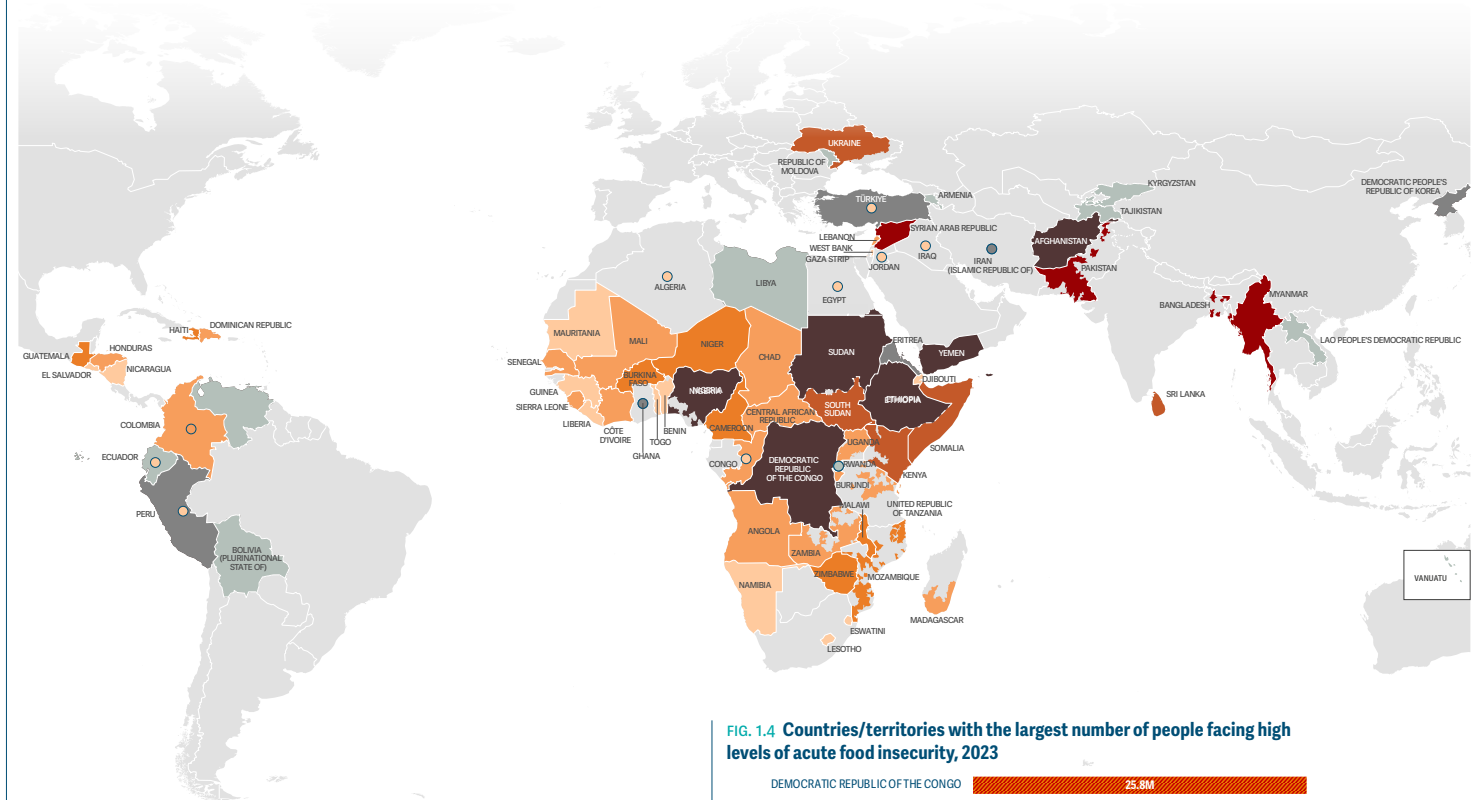 UKRAINE
REPUBLIC OF
MOLDOVA
KYRGYZSTAN
DEMOCRATIC PEOPLE'S
REPUBLIC OF KOREA
TÜRKİYE
ARMENIA
TAJIKISTAN
LEBANON
SYRIAN ARAB REPUBLIC
WEST BANK
GAZA STRIP
IRAQ
JORDAN
IRAN
(ISLAMIC REPUBLIC OF)
AFGHANISTAN
PAKISTAN
ALGERIA
LIBYA
EGYPT
BANGLADESH
MYANMAR
HAITI
DOMINICAN REPUBLIC
GUATEMALA
HONDURAS
EL SALVADOR
NICARAGUA
MAURITANIA
MALI
NIGER
CHAD
SUDAN
ERITREA
YEMEN
LAO PEOPLE'S DEMOCRATIC REPUBLIC
SENEGAL
BURKINA
FASO
NIGERIA
DJIBOUTI
ETHIOPIA
SRI LANKA
GUINEA
SIERRA LEONE
LIBERIA
CÔTE
D'IVOIRE
GHANA
TOGO
BENIN
CAMEROON
CENTRAL AFRICAN
REPUBLIC
SOUTH
SUDAN
SOMALIA
COLOMBIA
ECUADOR
PERU
BOLIVIA
(PLURINATIONAL
STATE OF)
CONGO
DEMOCRATIC
REPUBLIC
OF THE CONGO
UGANDA
RWANDA
BURUNDI
KENYA
MALAWI
UNITED REPUBLIC
OF TANZANIA
ANGOLA
ZAMBIA
ZIMBABWE
MOZAMBIQUE
NAMIBIA
MADAGASCAR
ESWATINI
LESOTHO
VANUATU
FIG. 1.4 Countries/territories with the largest number of people facing high
levels of acute food insecurity, 2023
DEMOCRATIC REPUBLIC OF THE CONGO 25.8M